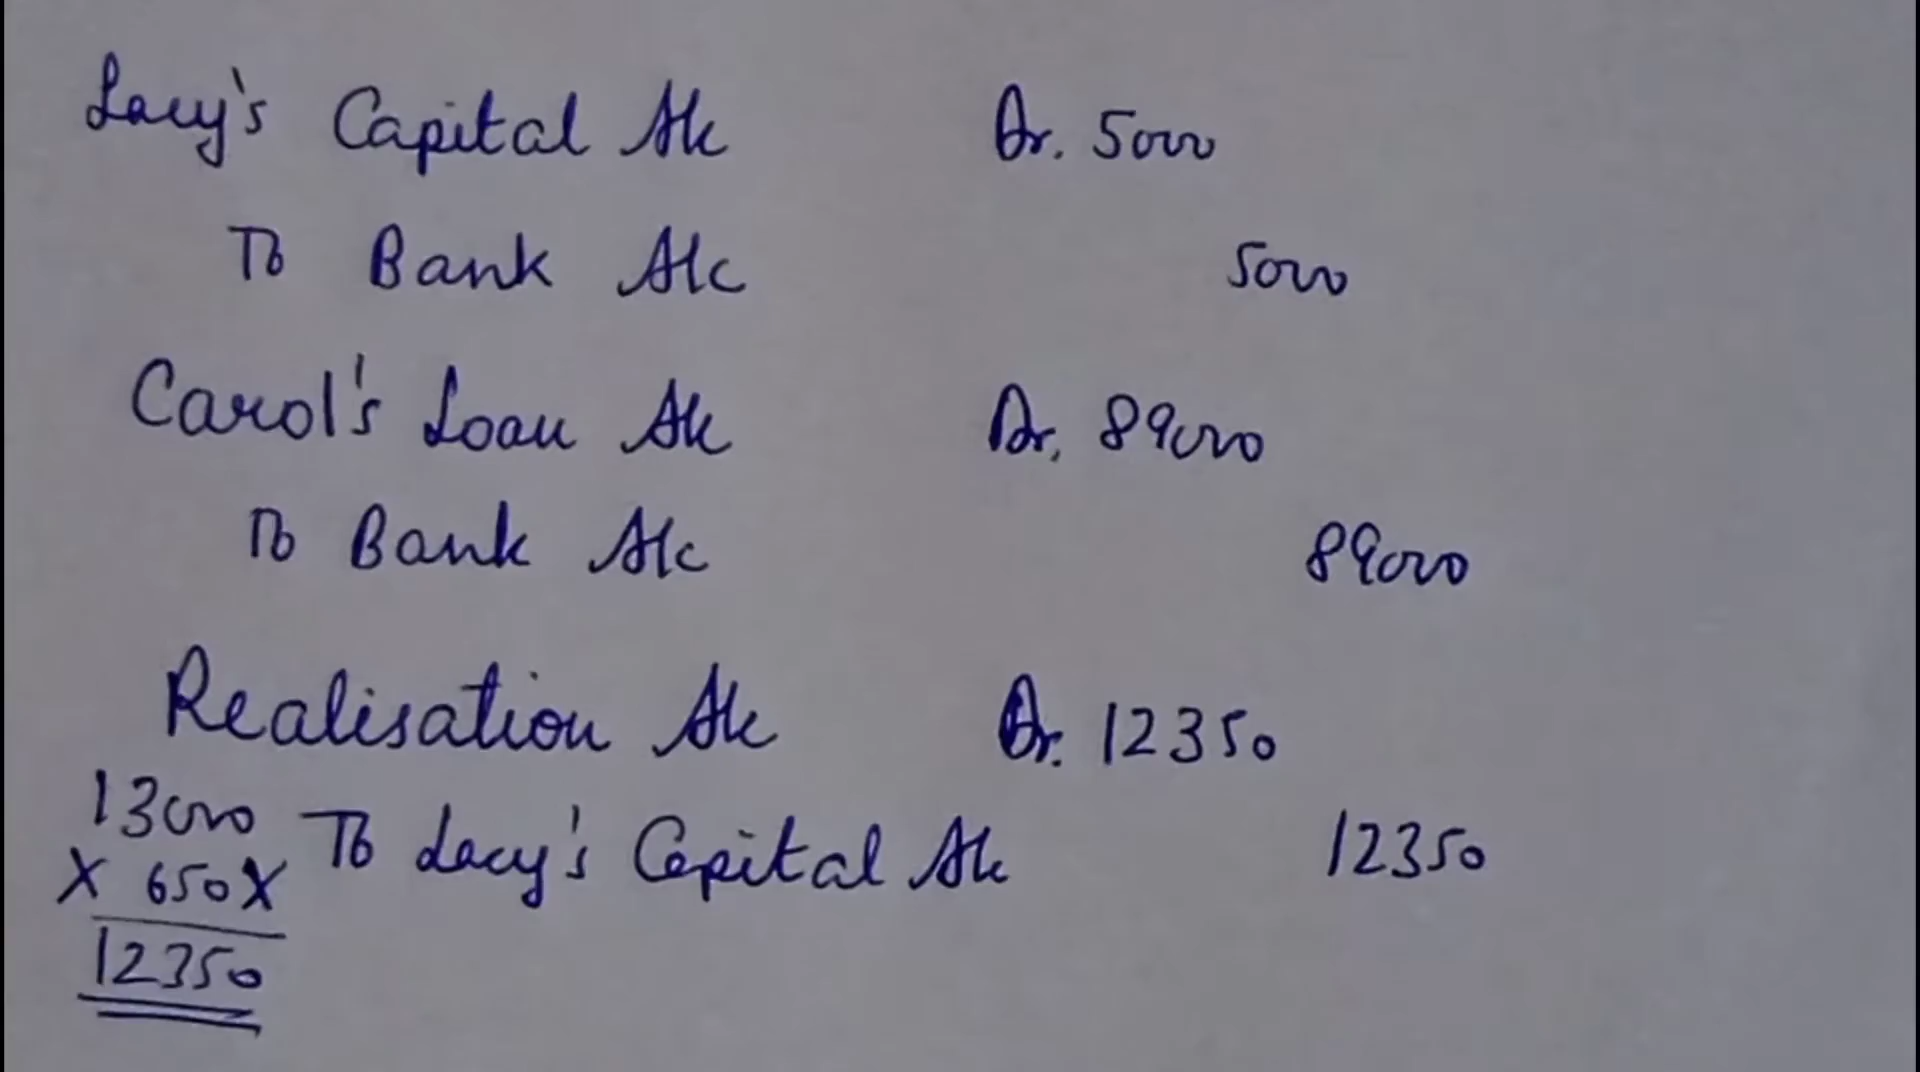 Lacy's Capital A/c Dr. 5000
To Bank A/c 5000
Carol's Loan A/c Dr. 89000
To Bank A/c 89000
Realisation A/c Dr. 12350
To Lacy's Capital A/c 12350
13000
X 650X
12350